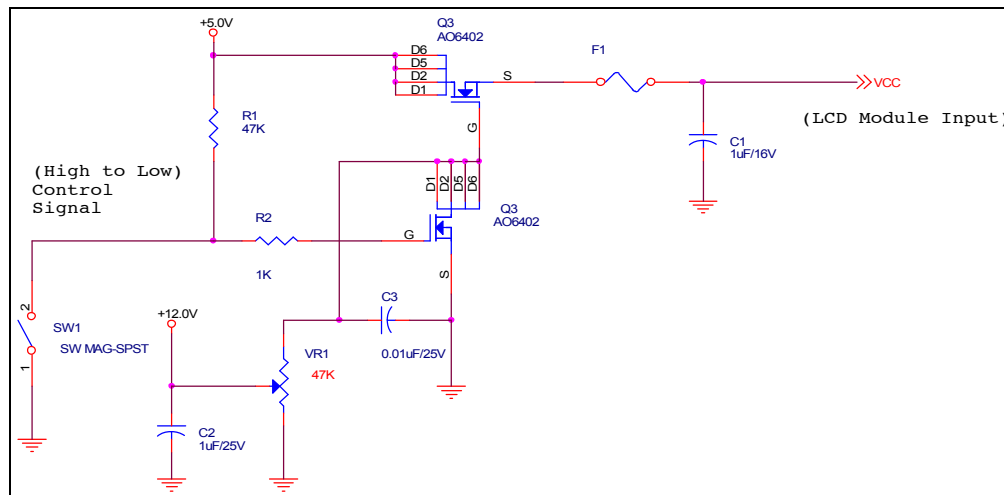 +5.0V
Q3
AO6402
D6
D5
D2
D1
S
G
F1
VCC
(LCD Module Input)
R1
47K
C1
1uF/16V
(High to Low)
Control
Signal
D1
D2
D5
D6
Q3
AO6402
R2
1K
G
S
2
1
SW1
SW MAG-SPST
+12.0V
C3
0.01uF/25V
VR1
47K
C2
1uF/25V